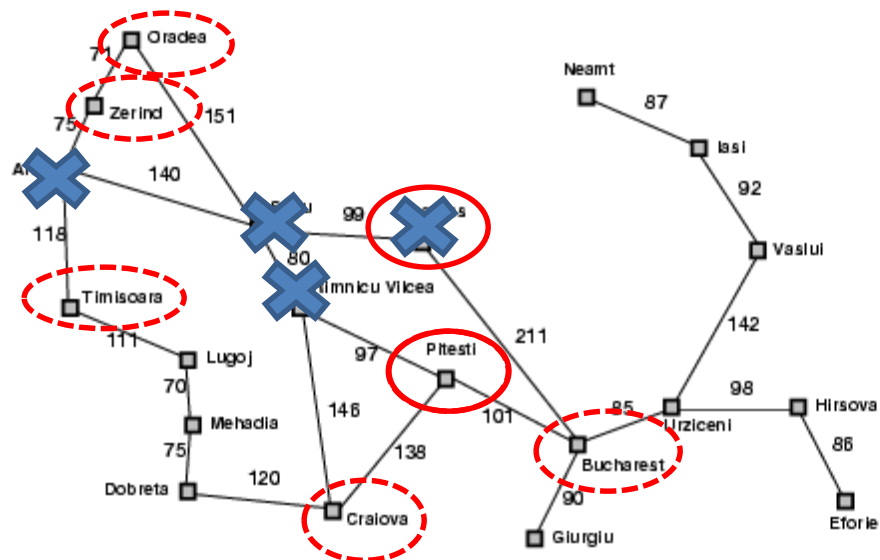 Oradea
71
Neamt
Zerind
151
87
75
Iasi
140
92
99
118
80
Vaslui
Timisoara
Vilcea
111
97
Pitesti
211
142
Lugoj
70
98
146
101
85
Hirsova
Mehadia
Urziceni
75
138
86
Bucharest
Dobreta
120
90
Craiova
Eforie
Giurgiu